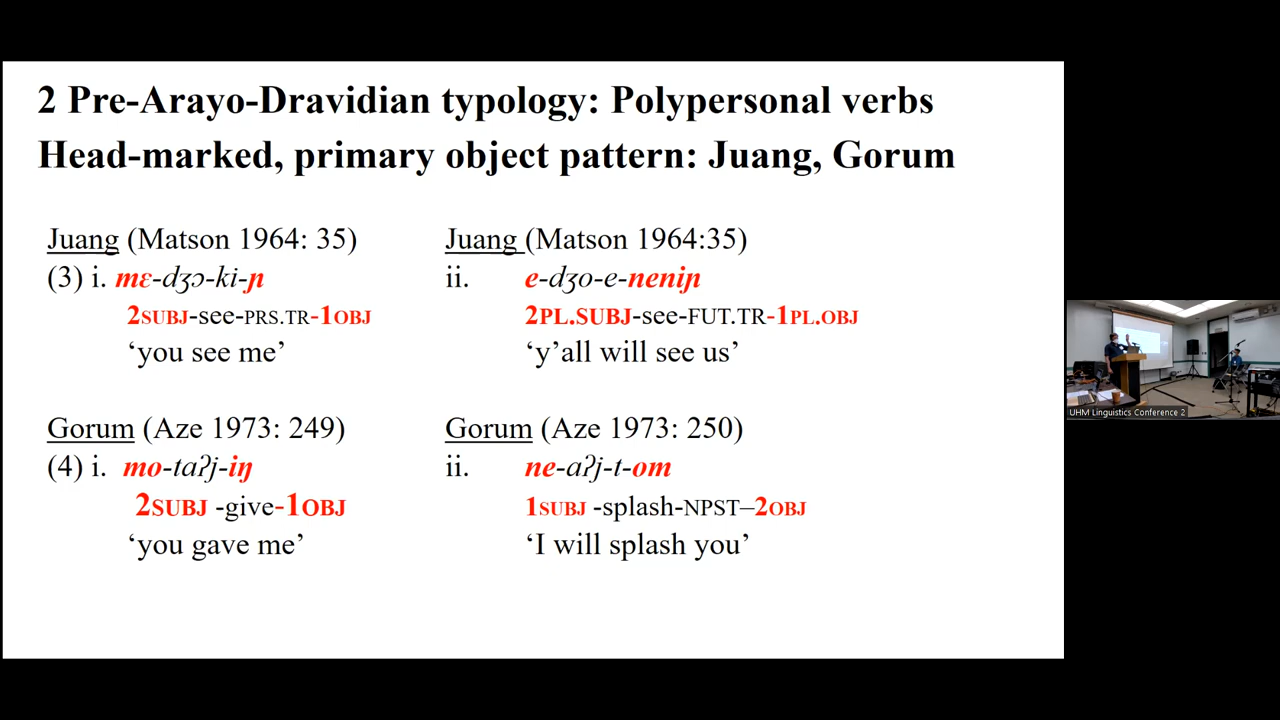 2 Pre-Arayo-Dravidian typology: Polypersonal verbs
Head-marked, primary object pattern: Juang, Gorum
Juang (Matson 1964: 35)
(3) i. mɛ-dʒɔ-ki-ɲ
2SUBJ-see-PRS.TR-1OBJ
‘you see me’
Juang (Matson 1964:35)
ii. e-dʒo-e-neniɲ
2PL.SUBJ-see-FUT.TR-1PL.OBJ
‘y’all will see us’
Gorum (Aze 1973: 249)
(4) i. mo-taʔj-iŋ
2SUBJ -give-1OBJ
‘you gave me’
Gorum (Aze 1973: 250)
ii. ne-aʔj-t-om
1SUBJ -splash-NPST–2OBJ
‘I will splash you’
UHM Linguistics Conference 2